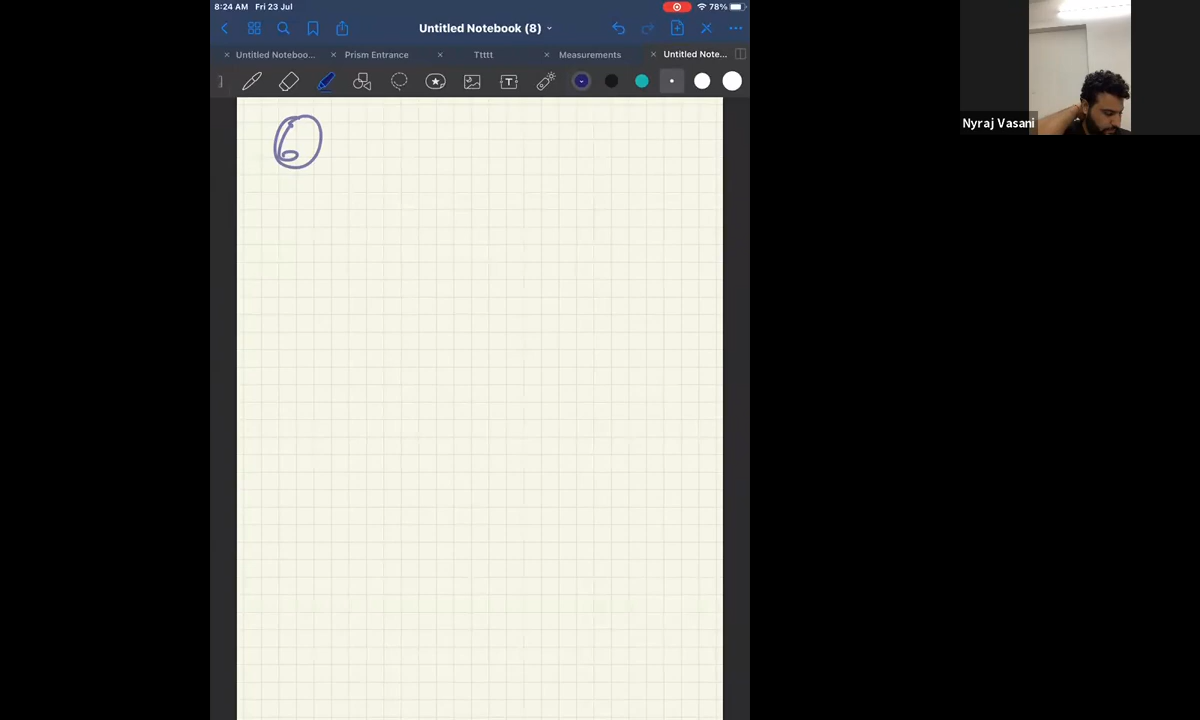 8:24 AM Fri 23 Jul
78%
Untitled Notebook (8)
Untitled Noteboo...
Prism Entrance
Ttttt
Measurements
Untitled Note...
T
6
Nyraj Vasani